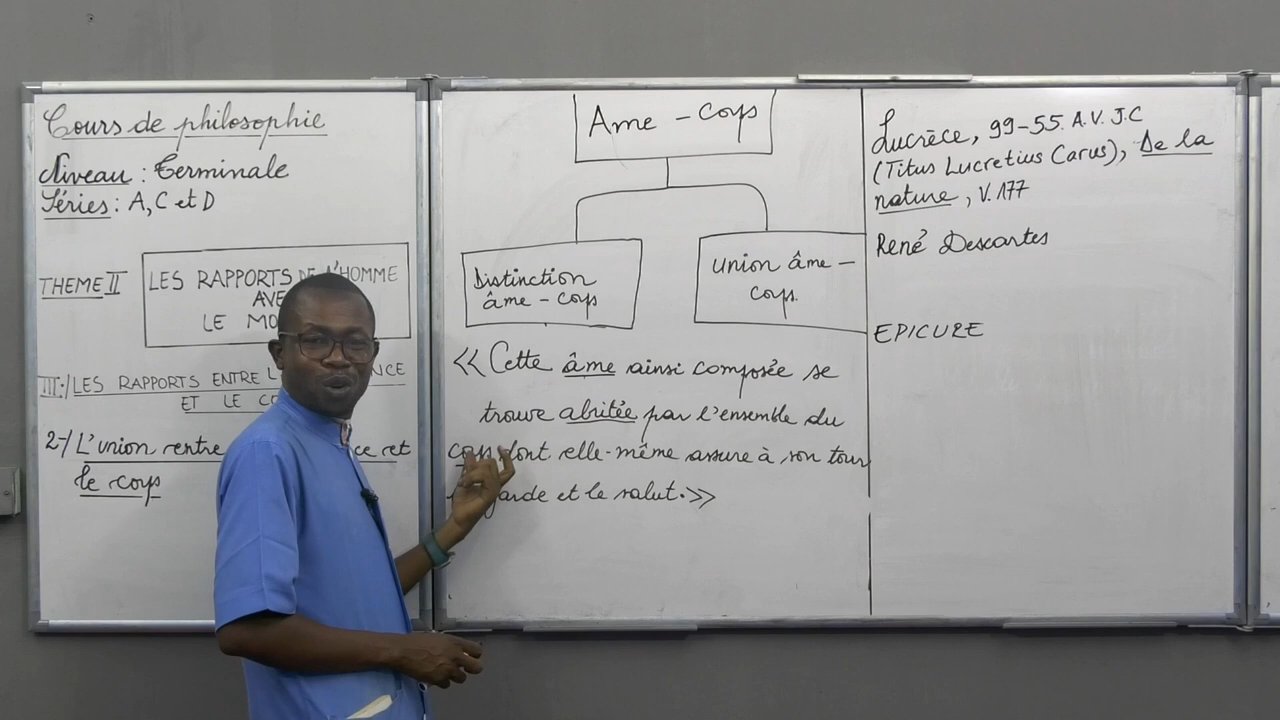 Cours de philosophie
Niveau : Terminale
Séries : A, C et D
THEME II
LES RAPPORTS DE L'HOMME
AVE
LE MO
III-/ LES RAPPORTS ENTRE L NCE
ET LE CO
2-/ L'union entre ce et
le corps
Ame - Corps
Distinction
âme - corps
Union âme -
corps.
<< Cette âme ainsi composée se
trouve abritée par l'ensemble du
corps dont elle-même assure à son tour
garde et le salut. >>
Lucrèce, 99-55. A.V. J.C
(Titus Lucretius Carus), De la
nature, V. 177
René Descartes
EPICURE